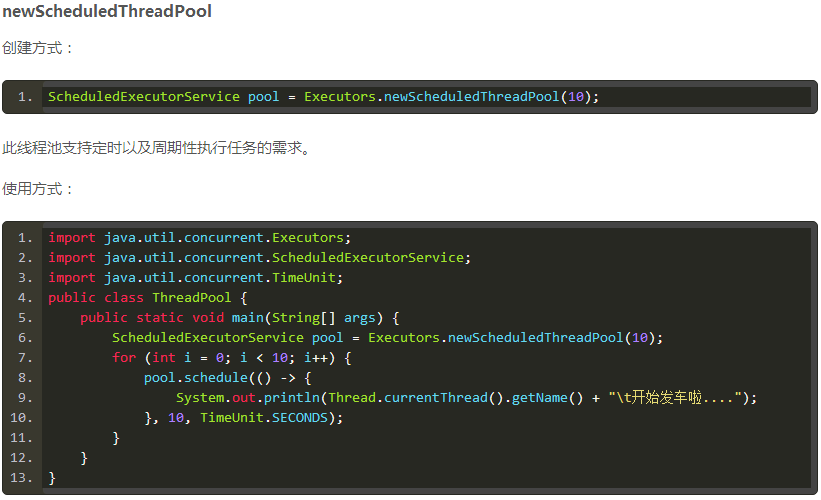 newScheduledThreadPool
创建方式：
1. ScheduledExecutorService pool = Executors.newScheduledThreadPool(10);
此线程池支持定时以及周期性执行任务的需求。
使用方式：
1. import java.util.concurrent.Executors;
2. import java.util.concurrent.ScheduledExecutorService;
3. import java.util.concurrent.TimeUnit;
4. public class ThreadPool {
5.     public static void main(String[] args) {
6.         ScheduledExecutorService pool = Executors.newScheduledThreadPool(10);
7.         for (int i = 0; i < 10; i++) {
8.             pool.schedule(() -> {
9.                 System.out.println(Thread.currentThread().getName() + "\t开始发车啦....");
10.             }, 10, TimeUnit.SECONDS);
11.         }
12.     }
13. }